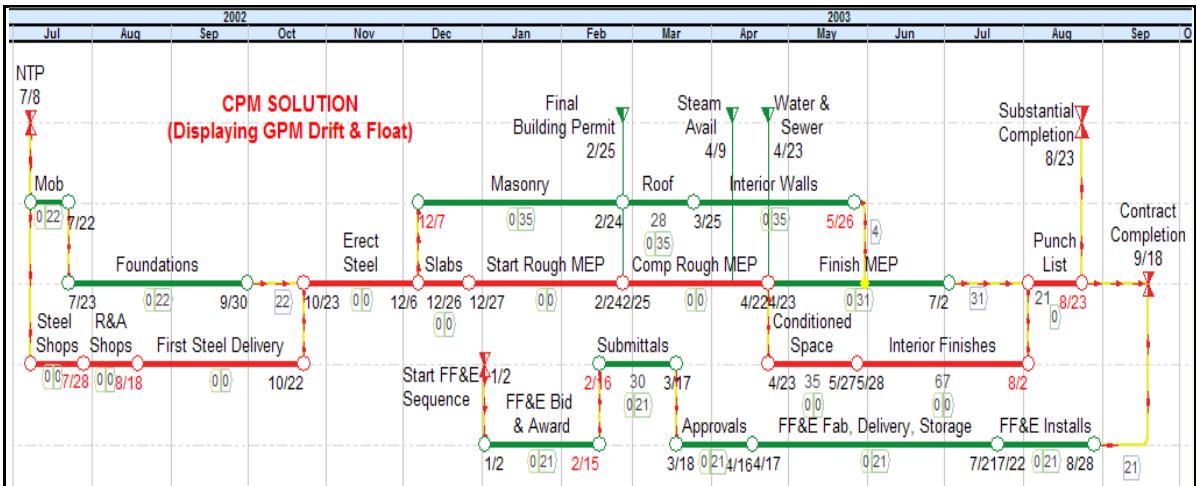 2002
2003
Jul Aug Sep Oct Nov Dec Jan Feb Mar Apr May Jun Jul Aug Sep O
NTP
7/8
CPM SOLUTION
(Displaying GPM Drift & Float)
Final
Building Permit
2/25
Steam
Avail
4/9
Water &
Sewer
4/23
Substantial
Completion
8/23
Mob
Masonry
Roof
Interior Walls
0 22
7/22
12/7
0 35
2/24
28
0 35
3/25
0 35
5/26
4
Contract
Completion
9/18
Foundations
Erect
Steel
Slabs
Start Rough MEP
Comp Rough MEP
Finish MEP
Punch
List
7/23
0 22
9/30
22
10/23
0 0
12/6
12/26
0 0
12/27
0 0
2/24 2/25
0 0
4/22 4/23
0 31
7/2
31
21
0
8/23
Steel
Shops
R&A
Shops
First Steel Delivery
Submittals
Conditioned
Space
Interior Finishes
0 0
7/28
0 0
8/18
0 0
10/22
Start FF&E
Sequence
1/2
2/16
30
0 21
3/17
4/23
35
0 0
5/27 5/28
67
0 0
8/2
FF&E Bid
& Award
Approvals
FF&E Fab, Delivery, Storage
FF&E Installs
1/2
0 21
2/15
3/18
0 21
4/16 4/17
0 21
7/21 7/22
0 21
8/28
21